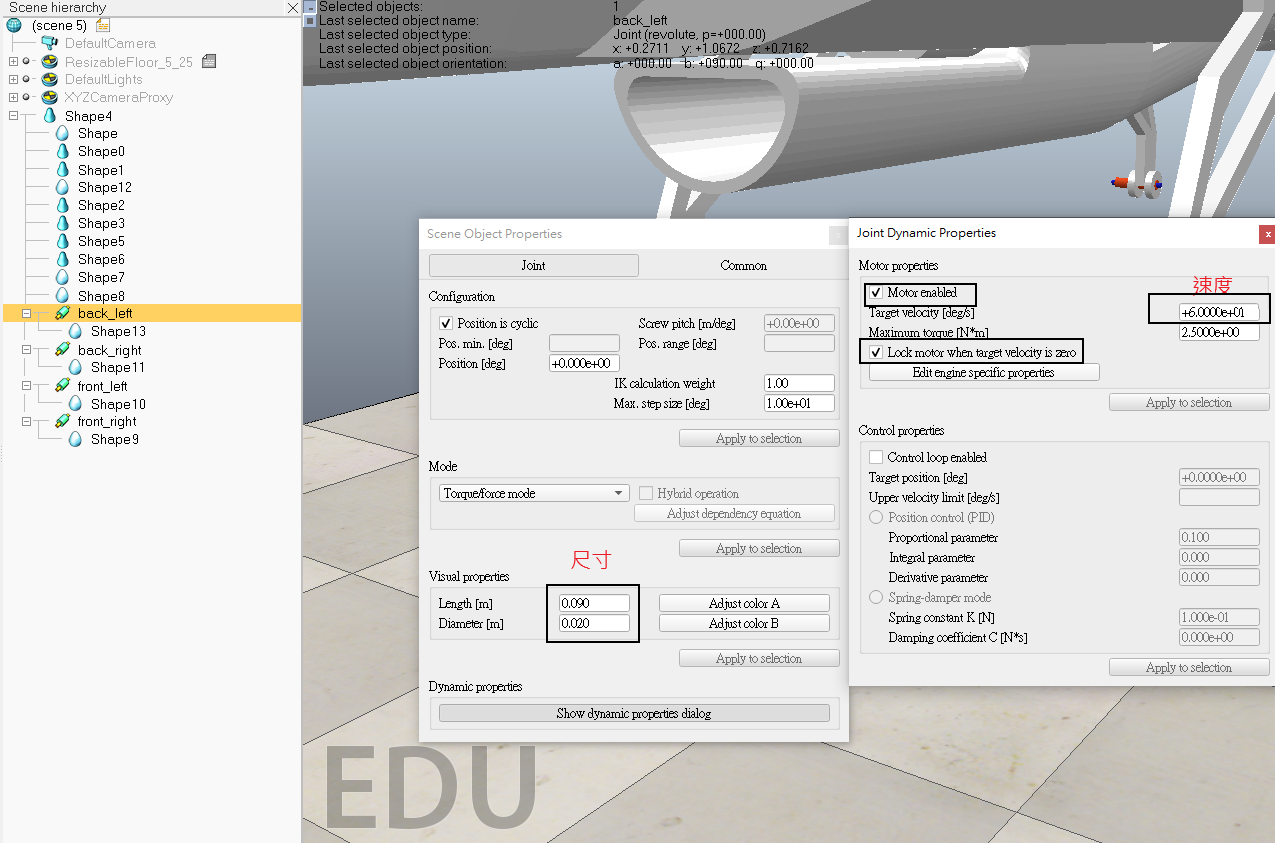 Scene hierarchy
(scene 5)
DefaultCamera
ResizableFloor_5_25
DefaultLights
XYZCameraProxy
Shape4
Shape
Shape0
Shape1
Shape12
Shape2
Shape3
Shape5
Shape6
Shape7
Shape8
back_left
Shape13
back_right
Shape11
front_left
Shape10
front_right
Shape9
Selected objects: 1
Last selected object name: back_left
Last selected object type: Joint (revolute, p=+000.00)
Last selected object position: x: +0.2711 y: +1.0672 z: +0.7162
Last selected object orientation: a: +000.00 b: +090.00 g: +000.00
Scene Object Properties
Joint Common
Configuration
Position is cyclic Screw pitch [m/deg] +0.00e+00
Pos. min. [deg] Pos. range [deg]
Position [deg] +0.000e+00
IK calculation weight 1.00
Max. step size [deg] 1.00e+01
Apply to selection
Mode
Torque/force mode Hybrid operation
Adjust dependency equation
Apply to selection
尺寸
Visual properties
Length [m] 0.090 Adjust color A
Diameter [m] 0.020 Adjust color B
Apply to selection
Dynamic properties
Show dynamic properties dialog
Joint Dynamic Properties
x
Motor properties
速度
Motor enabled
Target velocity [deg/s] +6.0000e+01
Maximum torque [N*m] 2.5000e+00
Lock motor when target velocity is zero
Edit engine specific properties
Apply to selection
Control properties
Control loop enabled
Target position [deg] +0.0000e+00
Upper velocity limit [deg/s]
Position control (PID)
Proportional parameter 0.100
Integral parameter 0.000
Derivative parameter 0.000
Spring-damper mode
Spring constant K [N] 1.000e-01
Damping coefficient C [N*s] 0.000e+00
Apply to selection
EDU